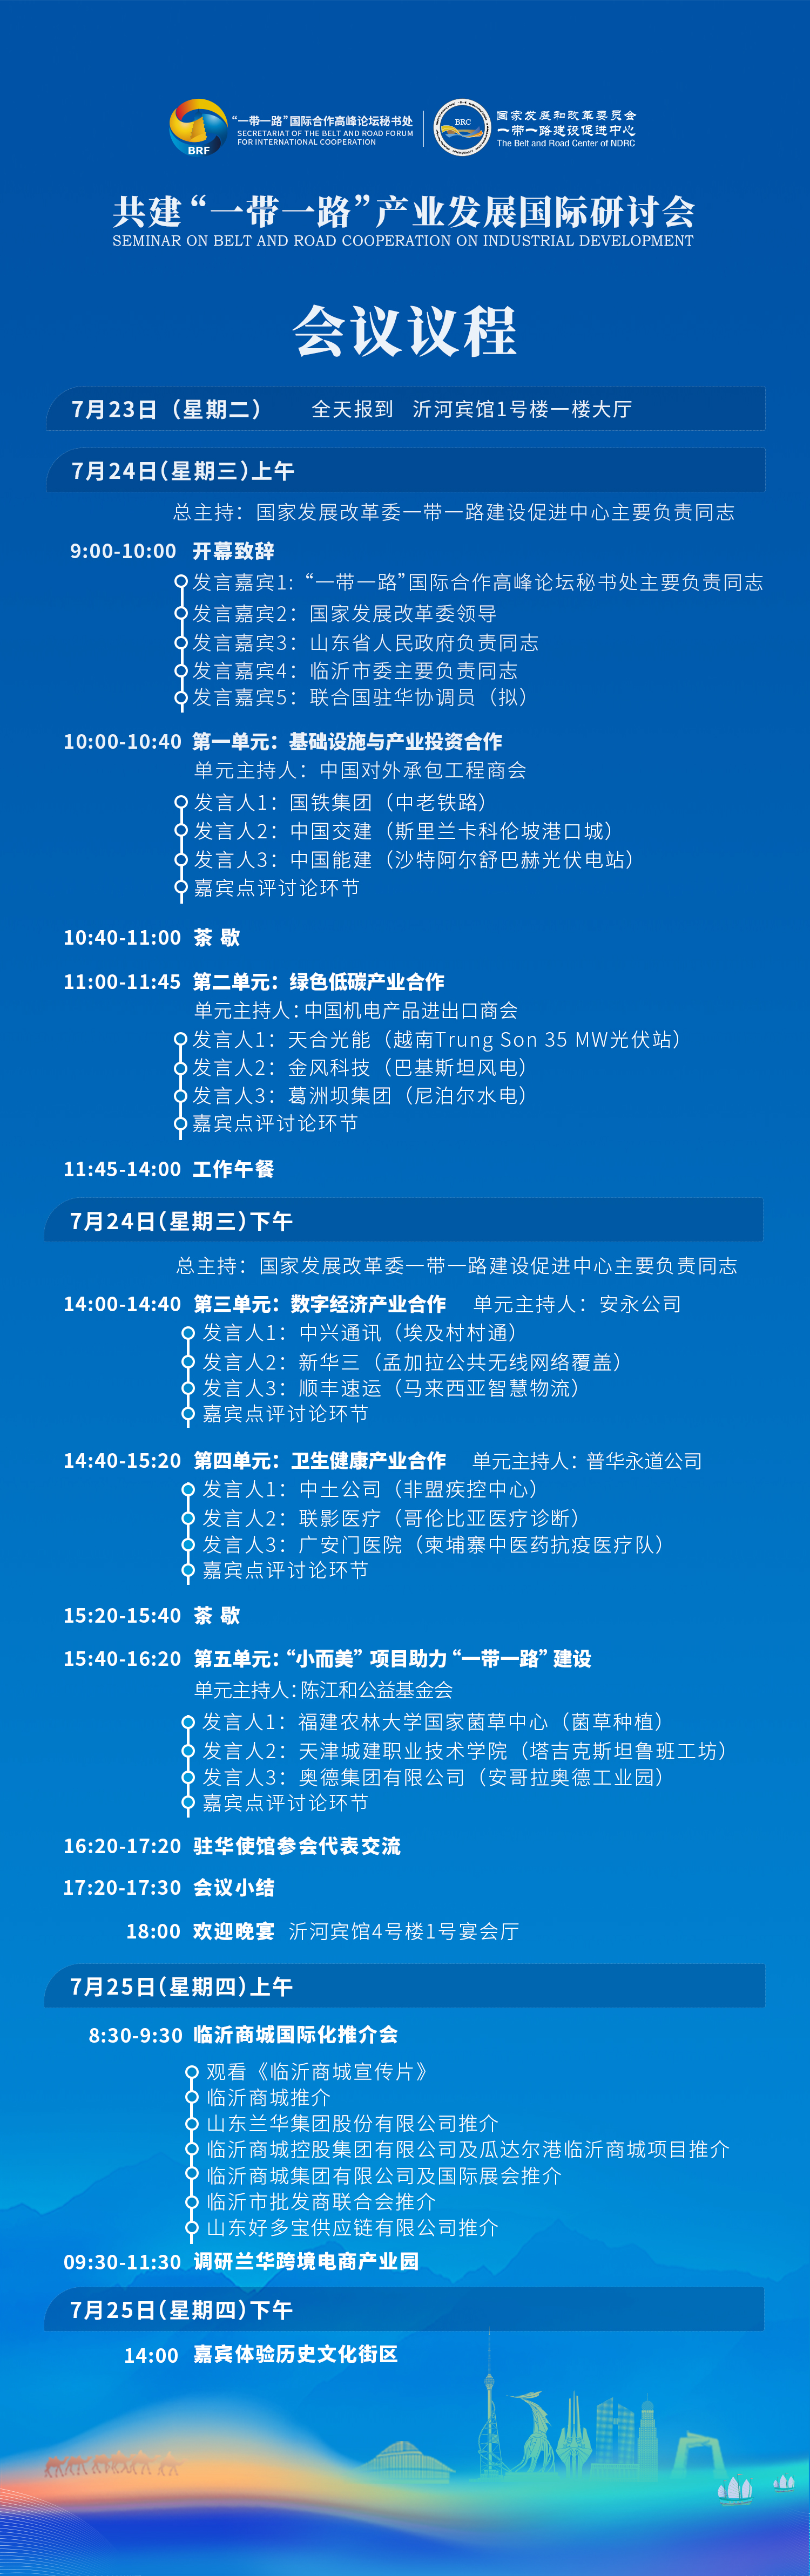 “一带一路”国际合作高峰论坛秘书处
SECRETARIAT OF THE BELT AND ROAD FORUM
FOR INTERNATIONAL COOPERATION
BRF
BRC
国家发展和改革委员会
一带一路建设促进中心
The Belt and Road Center of NDRC
共建“一带一路”产业发展国际研讨会
SEMINAR ON BELT AND ROAD COOPERATION ON INDUSTRIAL DEVELOPMENT
会议议程
7月23日（星期二） 全天报到 沂河宾馆1号楼一楼大厅
7月24日(星期三)上午
总主持：国家发展改革委一带一路建设促进中心主要负责同志
9:00-10:00 开幕致辞
发言嘉宾1：“一带一路”国际合作高峰论坛秘书处主要负责同志
发言嘉宾2：国家发展改革委领导
发言嘉宾3：山东省人民政府负责同志
发言嘉宾4：临沂市委主要负责同志
发言嘉宾5：联合国驻华协调员（拟）
10:00-10:40 第一单元：基础设施与产业投资合作
单元主持人：中国对外承包工程商会
发言人1：国铁集团（中老铁路）
发言人2：中国交建（斯里兰卡科伦坡港口城）
发言人3：中国能建（沙特阿尔舒巴赫光伏电站）
嘉宾点评讨论环节
10:40-11:00 茶 歇
11:00-11:45 第二单元：绿色低碳产业合作
单元主持人：中国机电产品进出口商会
发言人1：天合光能（越南Trung Son 35 MW光伏站）
发言人2：金风科技（巴基斯坦风电）
发言人3：葛洲坝集团（尼泊尔水电）
嘉宾点评讨论环节
11:45-14:00 工作午餐
7月24日(星期三)下午
总主持：国家发展改革委一带一路建设促进中心主要负责同志
14:00-14:40 第三单元：数字经济产业合作 单元主持人：安永公司
发言人1：中兴通讯（埃及村村通）
发言人2：新华三（孟加拉公共无线网络覆盖）
发言人3：顺丰速运（马来西亚智慧物流）
嘉宾点评讨论环节
14:40-15:20 第四单元：卫生健康产业合作 单元主持人：普华永道公司
发言人1：中土公司（非盟疾控中心）
发言人2：联影医疗（哥伦比亚医疗诊断）
发言人3：广安门医院（柬埔寨中医药抗疫医疗队）
嘉宾点评讨论环节
15:20-15:40 茶 歇
15:40-16:20 第五单元：“小而美”项目助力“一带一路”建设
单元主持人：陈江和公益基金会
发言人1：福建农林大学国家菌草中心（菌草种植）
发言人2：天津城建职业技术学院（塔吉克斯坦鲁班工坊）
发言人3：奥德集团有限公司（安哥拉奥德工业园）
嘉宾点评讨论环节
16:20-17:20 驻华使馆参会代表交流
17:20-17:30 会议小结
18:00 欢迎晚宴 沂河宾馆4号楼1号宴会厅
7月25日(星期四)上午
8:30-9:30 临沂商城国际化推介会
观看《临沂商城宣传片》
临沂商城推介
山东兰华集团股份有限公司推介
临沂商城控股集团有限公司及瓜达尔港临沂商城项目推介
临沂商城集团有限公司及国际展会推介
临沂市批发商联合会推介
山东好多宝供应链有限公司推介
09:30-11:30 调研兰华跨境电商产业园
7月25日(星期四)下午
14:00 嘉宾体验历史文化街区